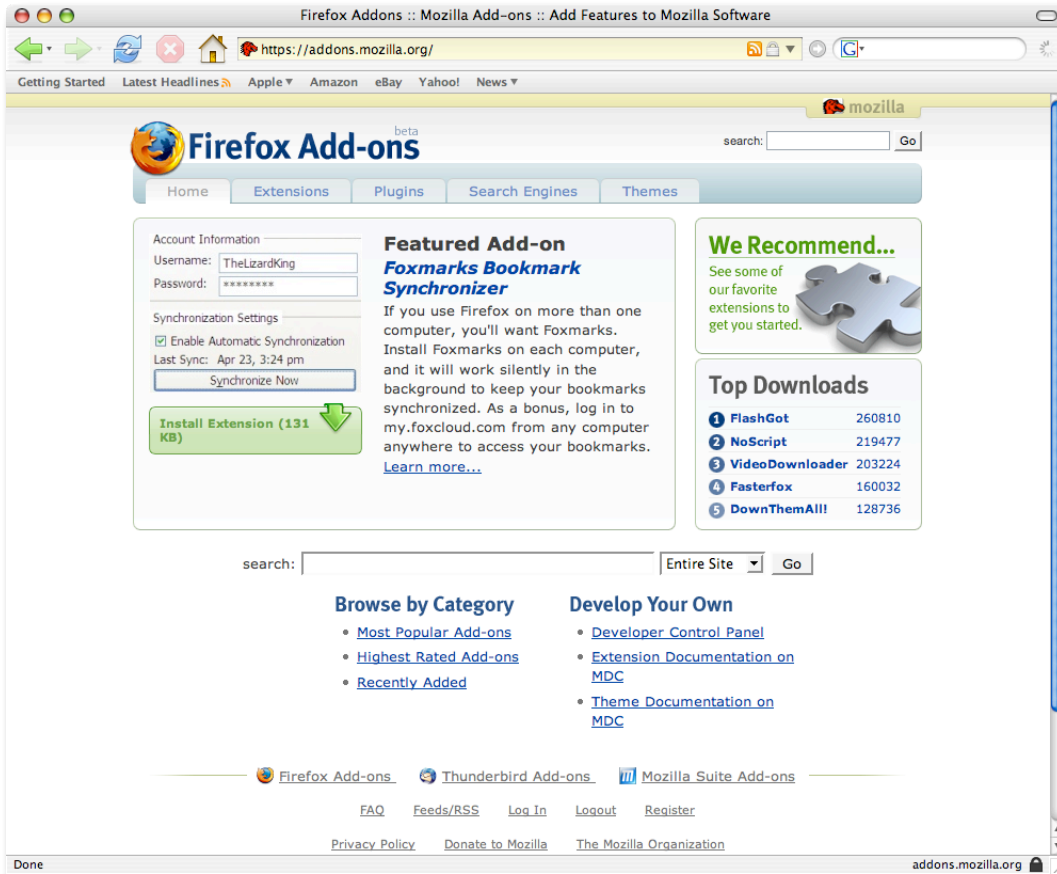 Firefox Addons :: Mozilla Add-ons :: Add Features to Mozilla Software
https://addons.mozilla.org/
G
Getting Started Latest Headlines Apple Amazon eBay Yahoo! News
mozilla
Firefox Add-ons beta
search: Go
Home Extensions Plugins Search Engines Themes
Account Information
Username: TheLizardKing
Password: ********
Synchronization Settings
Enable Automatic Synchronization
Last Sync: Apr 23, 3:24 pm
Synchronize Now
Install Extension (131
KB)
Featured Add-on
Foxmarks Bookmark
Synchronizer
If you use Firefox on more than one
computer, you'll want Foxmarks.
Install Foxmarks on each computer,
and it will work silently in the
background to keep your bookmarks
synchronized. As a bonus, log in to
my.foxcloud.com from any computer
anywhere to access your bookmarks.
Learn more...
We Recommend...
See some of
our favorite
extensions to
get you started.
Top Downloads
1 FlashGot 260810
2 NoScript 219477
3 VideoDownloader 203224
4 Fasterfox 160032
5 DownThemAll! 128736
search: Entire Site Go
Browse by Category
Most Popular Add-ons
Highest Rated Add-ons
Recently Added
Develop Your Own
Developer Control Panel
Extension Documentation on
MDC
Theme Documentation on
MDC
Firefox Add-ons Thunderbird Add-ons Mozilla Suite Add-ons
FAQ Feeds/RSS Log In Logout Register
Privacy Policy Donate to Mozilla The Mozilla Organization
Done addons.mozilla.org